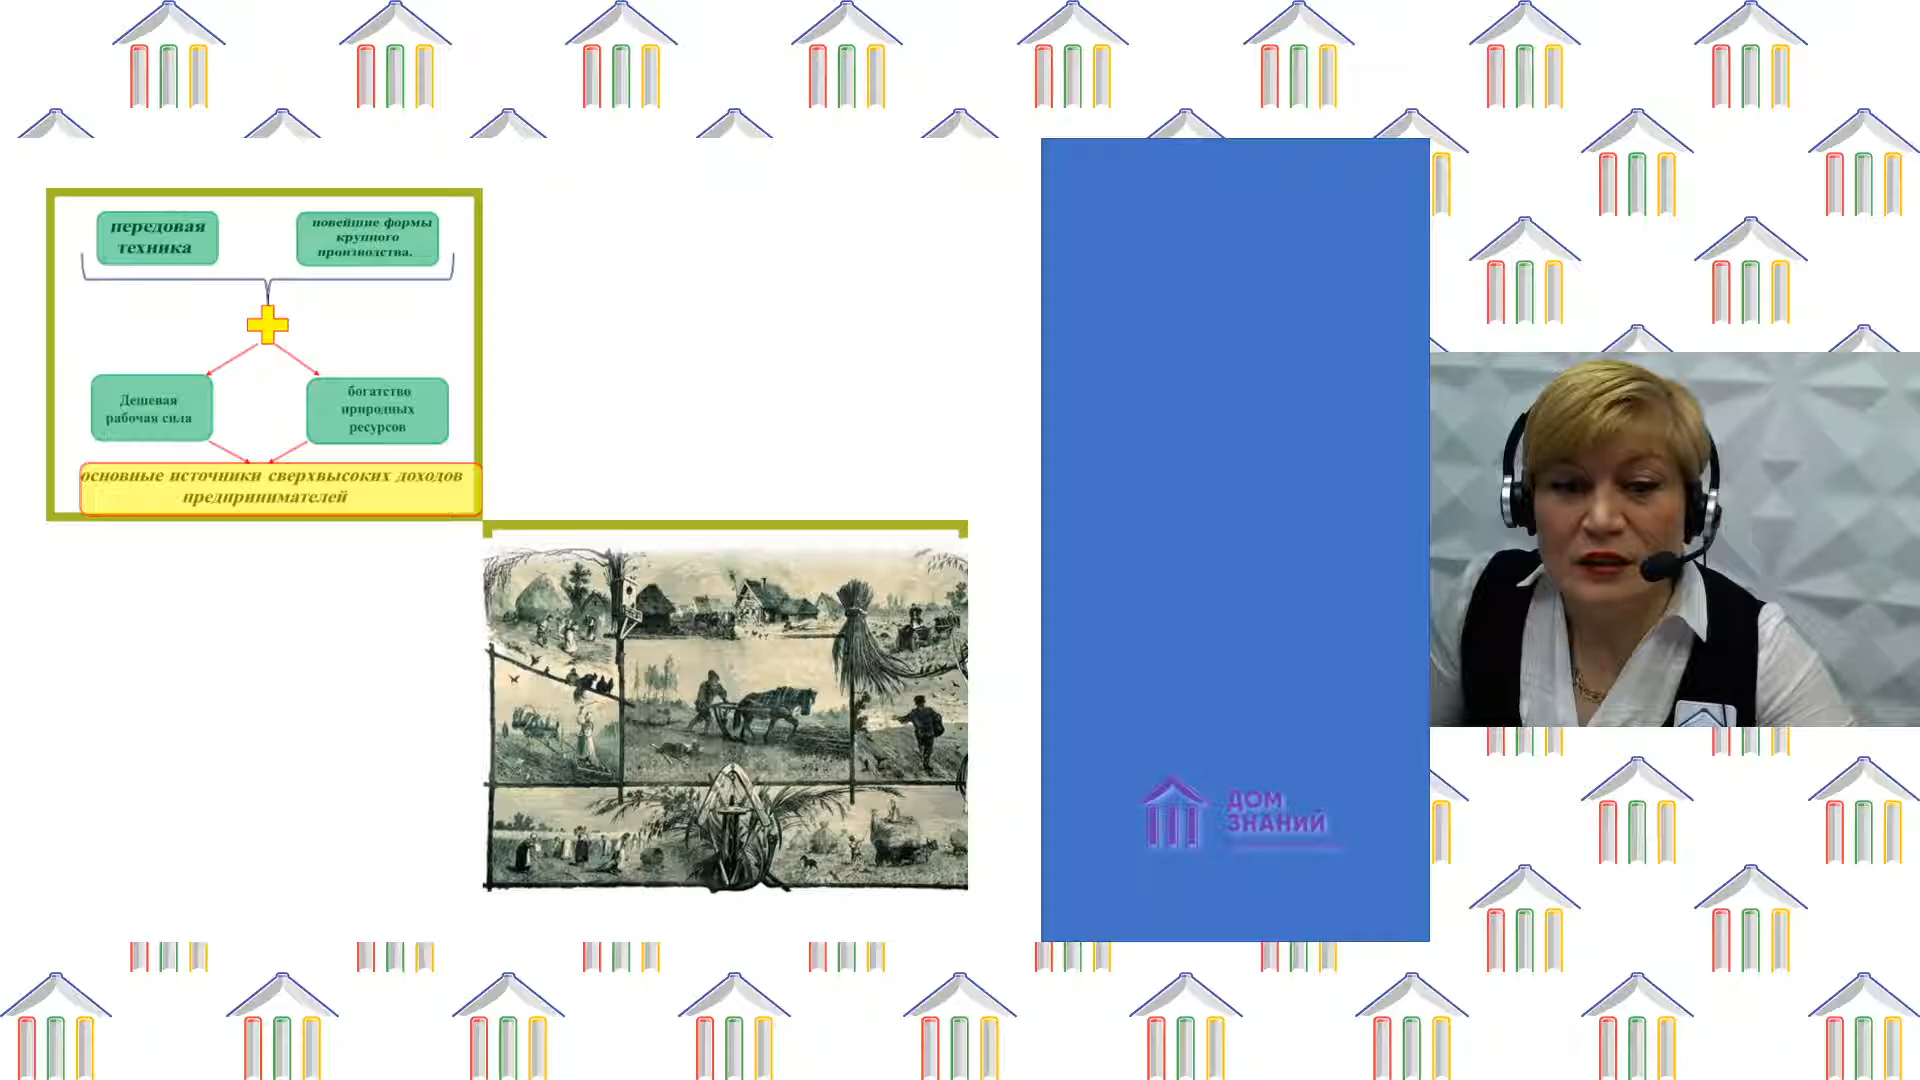 передовая
техника
новейшие формы
крупного
производства.
Дешевая
рабочая сила
богатство
природных
ресурсов
основные источники сверхвысоких доходов
предпринимателей
ДОМ
ЗНАНИЙ